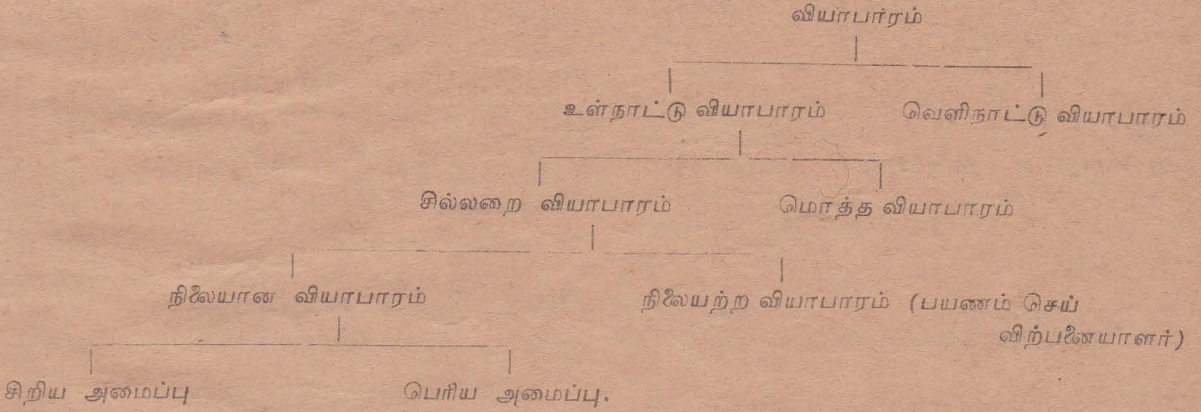 வியாபாரம்
உள்நாட்டு வியாபாரம் வெளிநாட்டு வியாபாரம்
சில்லறை வியாபாரம் மொத்த வியாபாரம்
நிலையான வியாபாரம் நிலையற்ற வியாபாரம் (பயணம் செய்
விற்பனையாளர்)
சிறிய அமைப்பு பெரிய அமைப்பு.